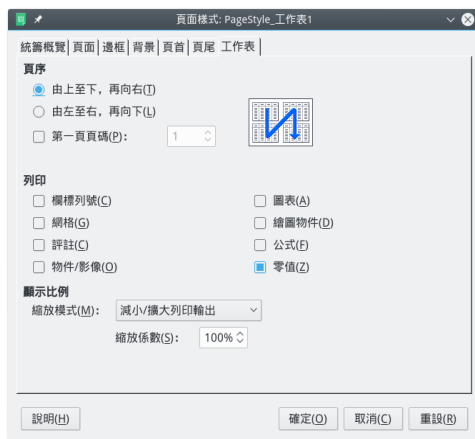 頁面樣式: PageStyle_工作表1
統籌概覽 頁面 邊框 背景 頁首 頁尾 工作表
頁序
由上至下，再向右(T)
由左至右，再向下(L)
第一頁頁碼(P)： 1
列印
欄標列號(C) 圖表(A)
網格(G) 繪圖物件(D)
評註(C) 公式(F)
物件/影像(O) 零值(Z)
顯示比例
縮放模式(M)： 減小/擴大列印輸出
縮放係數(S)： 100%
說明(H) 確定(O) 取消(C) 重設(R)